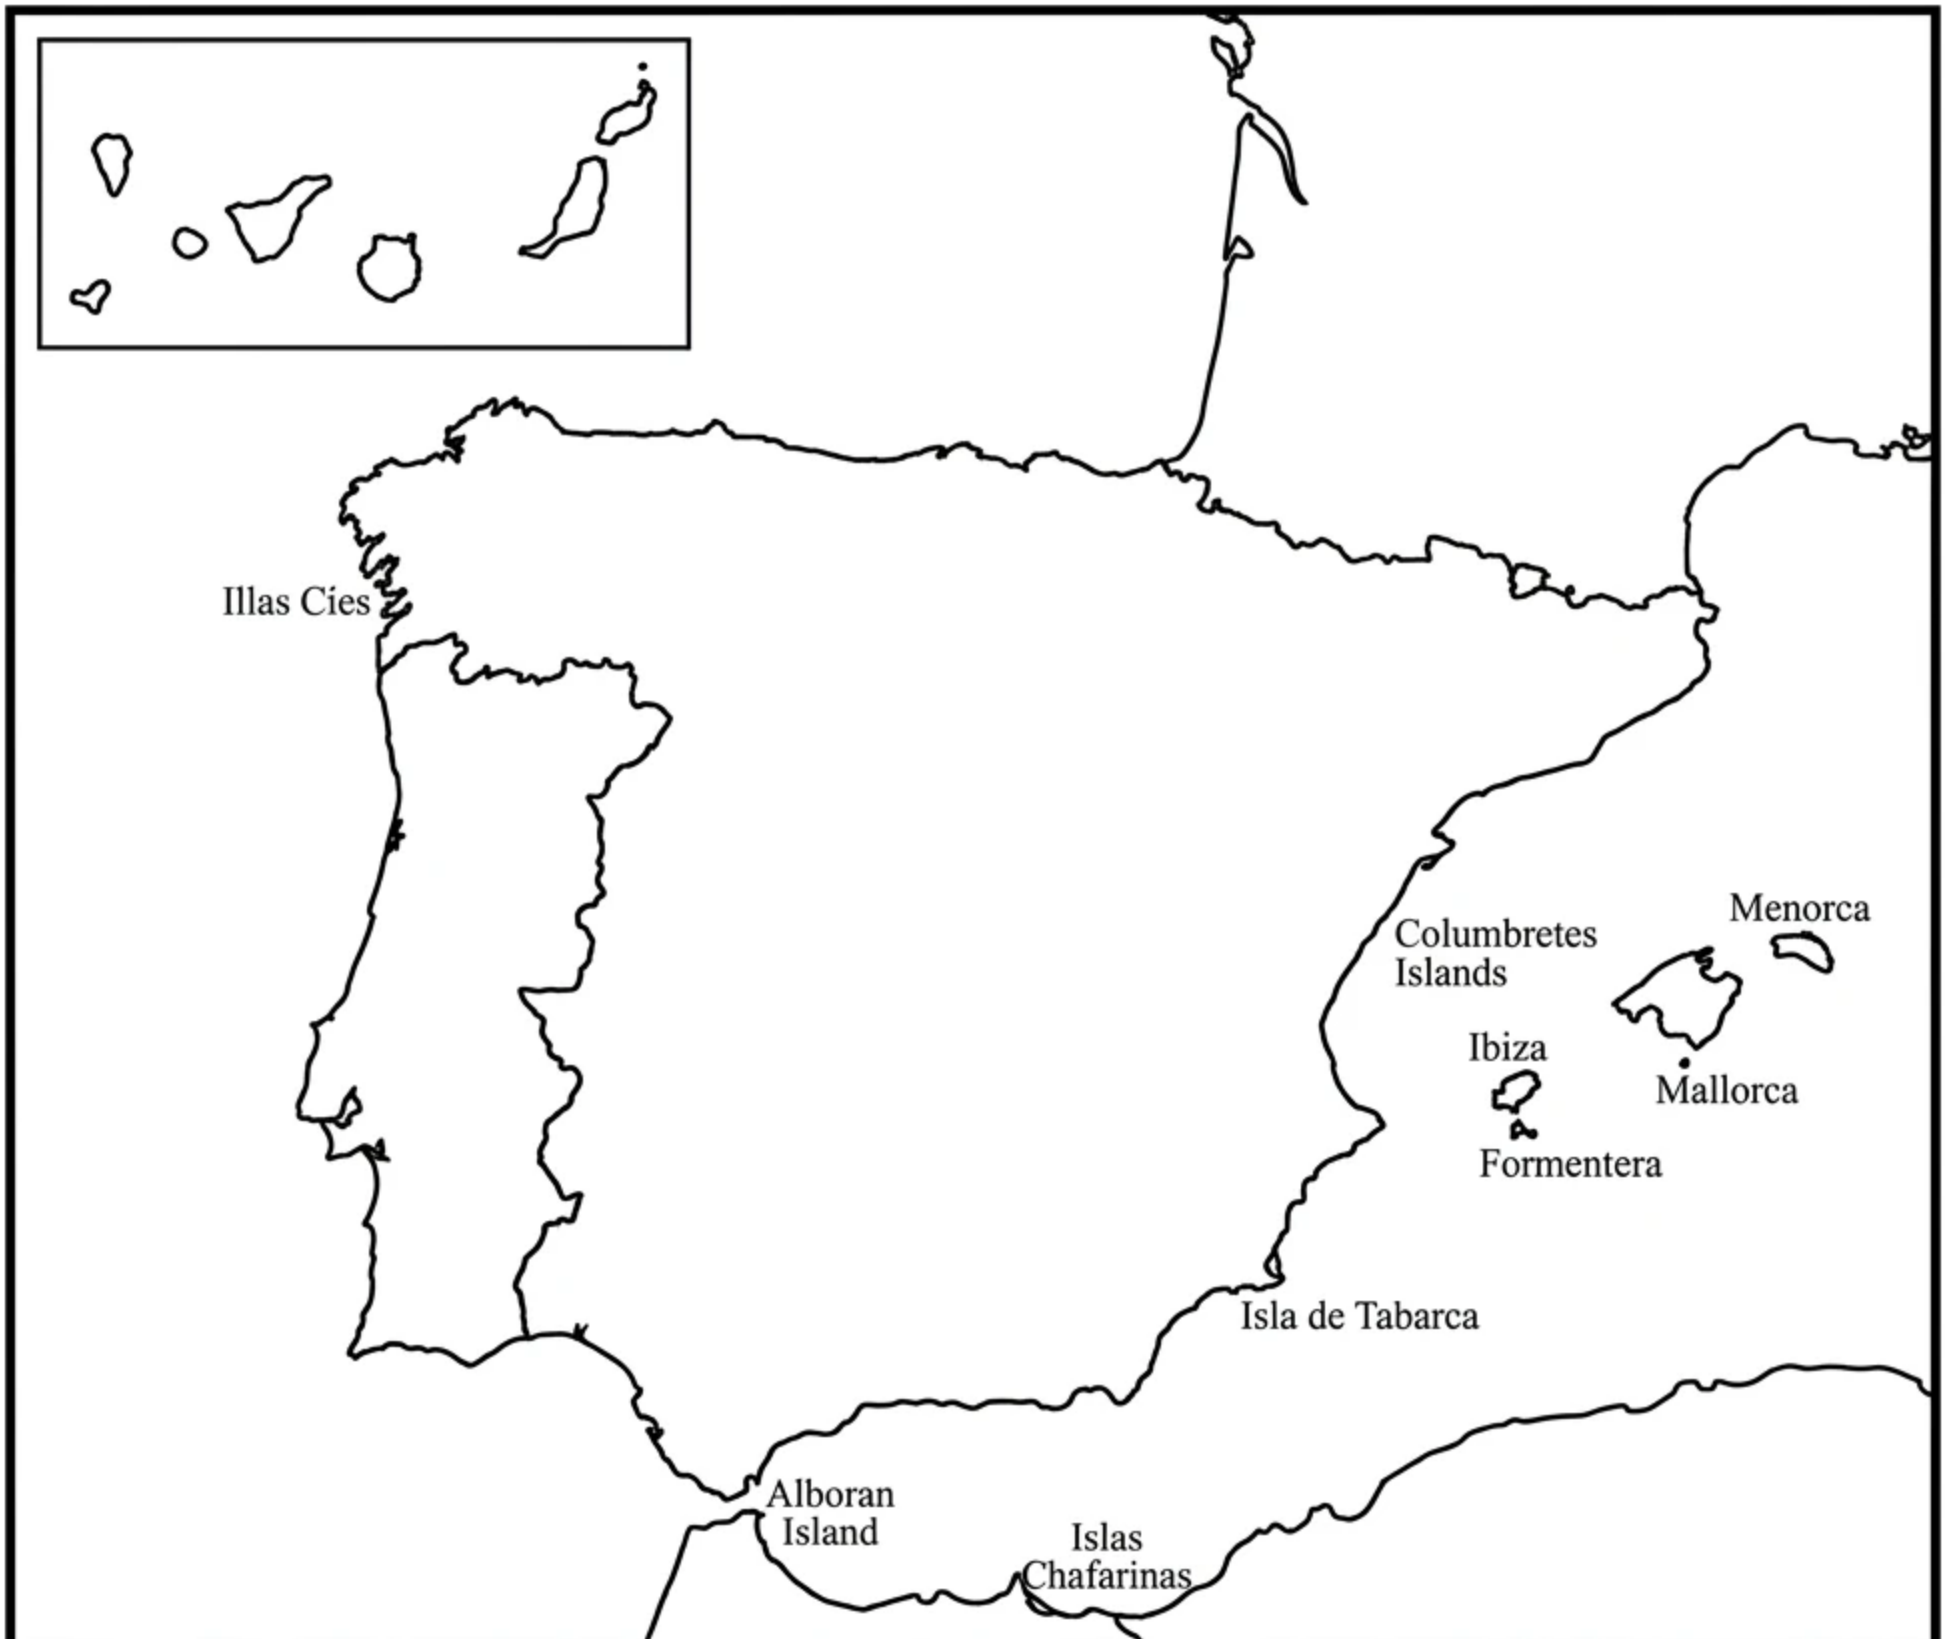 Illas Cíes
Menorca
Columbretes
Islands
Ibiza
Mallorca
Formentera
Isla de Tabarca
Alboran
Island
Islas
Chafarinas